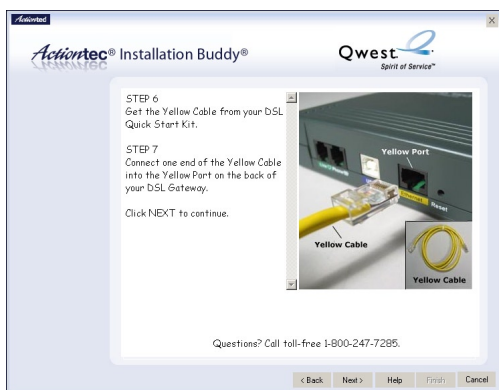 Actiontec
Actiontec® Installation Buddy®
Qwest
Spirit of Service™
STEP 6
Get the Yellow Cable from your DSL
Quick Start Kit.
STEP 7
Connect one end of the Yellow Cable
into the Yellow Port on the back of
your DSL Gateway.
Click NEXT to continue.
Yellow Port
Ethernet
Reset
Yellow Cable
Yellow Cable
Questions? Call toll-free 1-800-247-7285.
< Back
Next >
Help
Finish
Cancel